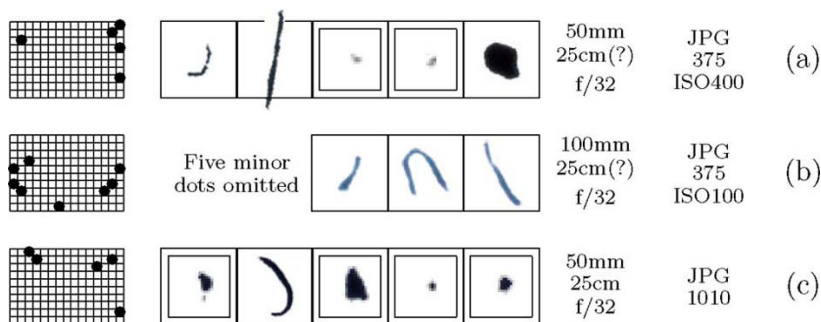 50mm
25cm(?)
f/32
JPG
375
ISO400
(a)
Five minor
dots omitted
100mm
25cm(?)
f/32
JPG
375
ISO100
(b)
50mm
25cm
f/32
JPG
1010
(c)